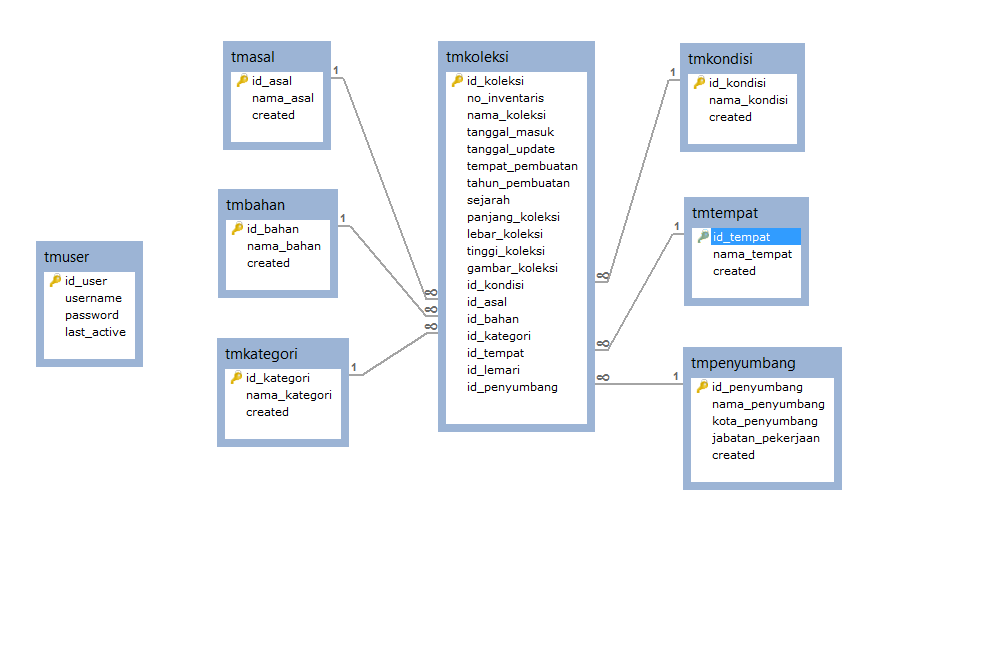 tmasal
id_asal
nama_asal
created
1
tmbahan
id_bahan
nama_bahan
created
1
tmuser
id_user
username
password
last_active
tmkategori
id_kategori
nama_kategori
created
1
tmkoleksi
id_koleksi
no_inventaris
nama_koleksi
tanggal_masuk
tanggal_update
tempat_pembuatan
tahun_pembuatan
sejarah
panjang_koleksi
lebar_koleksi
tinggi_koleksi
gambar_koleksi
id_kondisi
id_asal
id_bahan
id_kategori
id_tempat
id_lemari
id_penyumbang
∞
∞
∞
∞
∞
∞
tmkondisi
id_kondisi
nama_kondisi
created
1
tmtempat
id_tempat
nama_tempat
created
1
tmpenyumbang
id_penyumbang
nama_penyumbang
kota_penyumbang
jabatan_pekerjaan
created
1